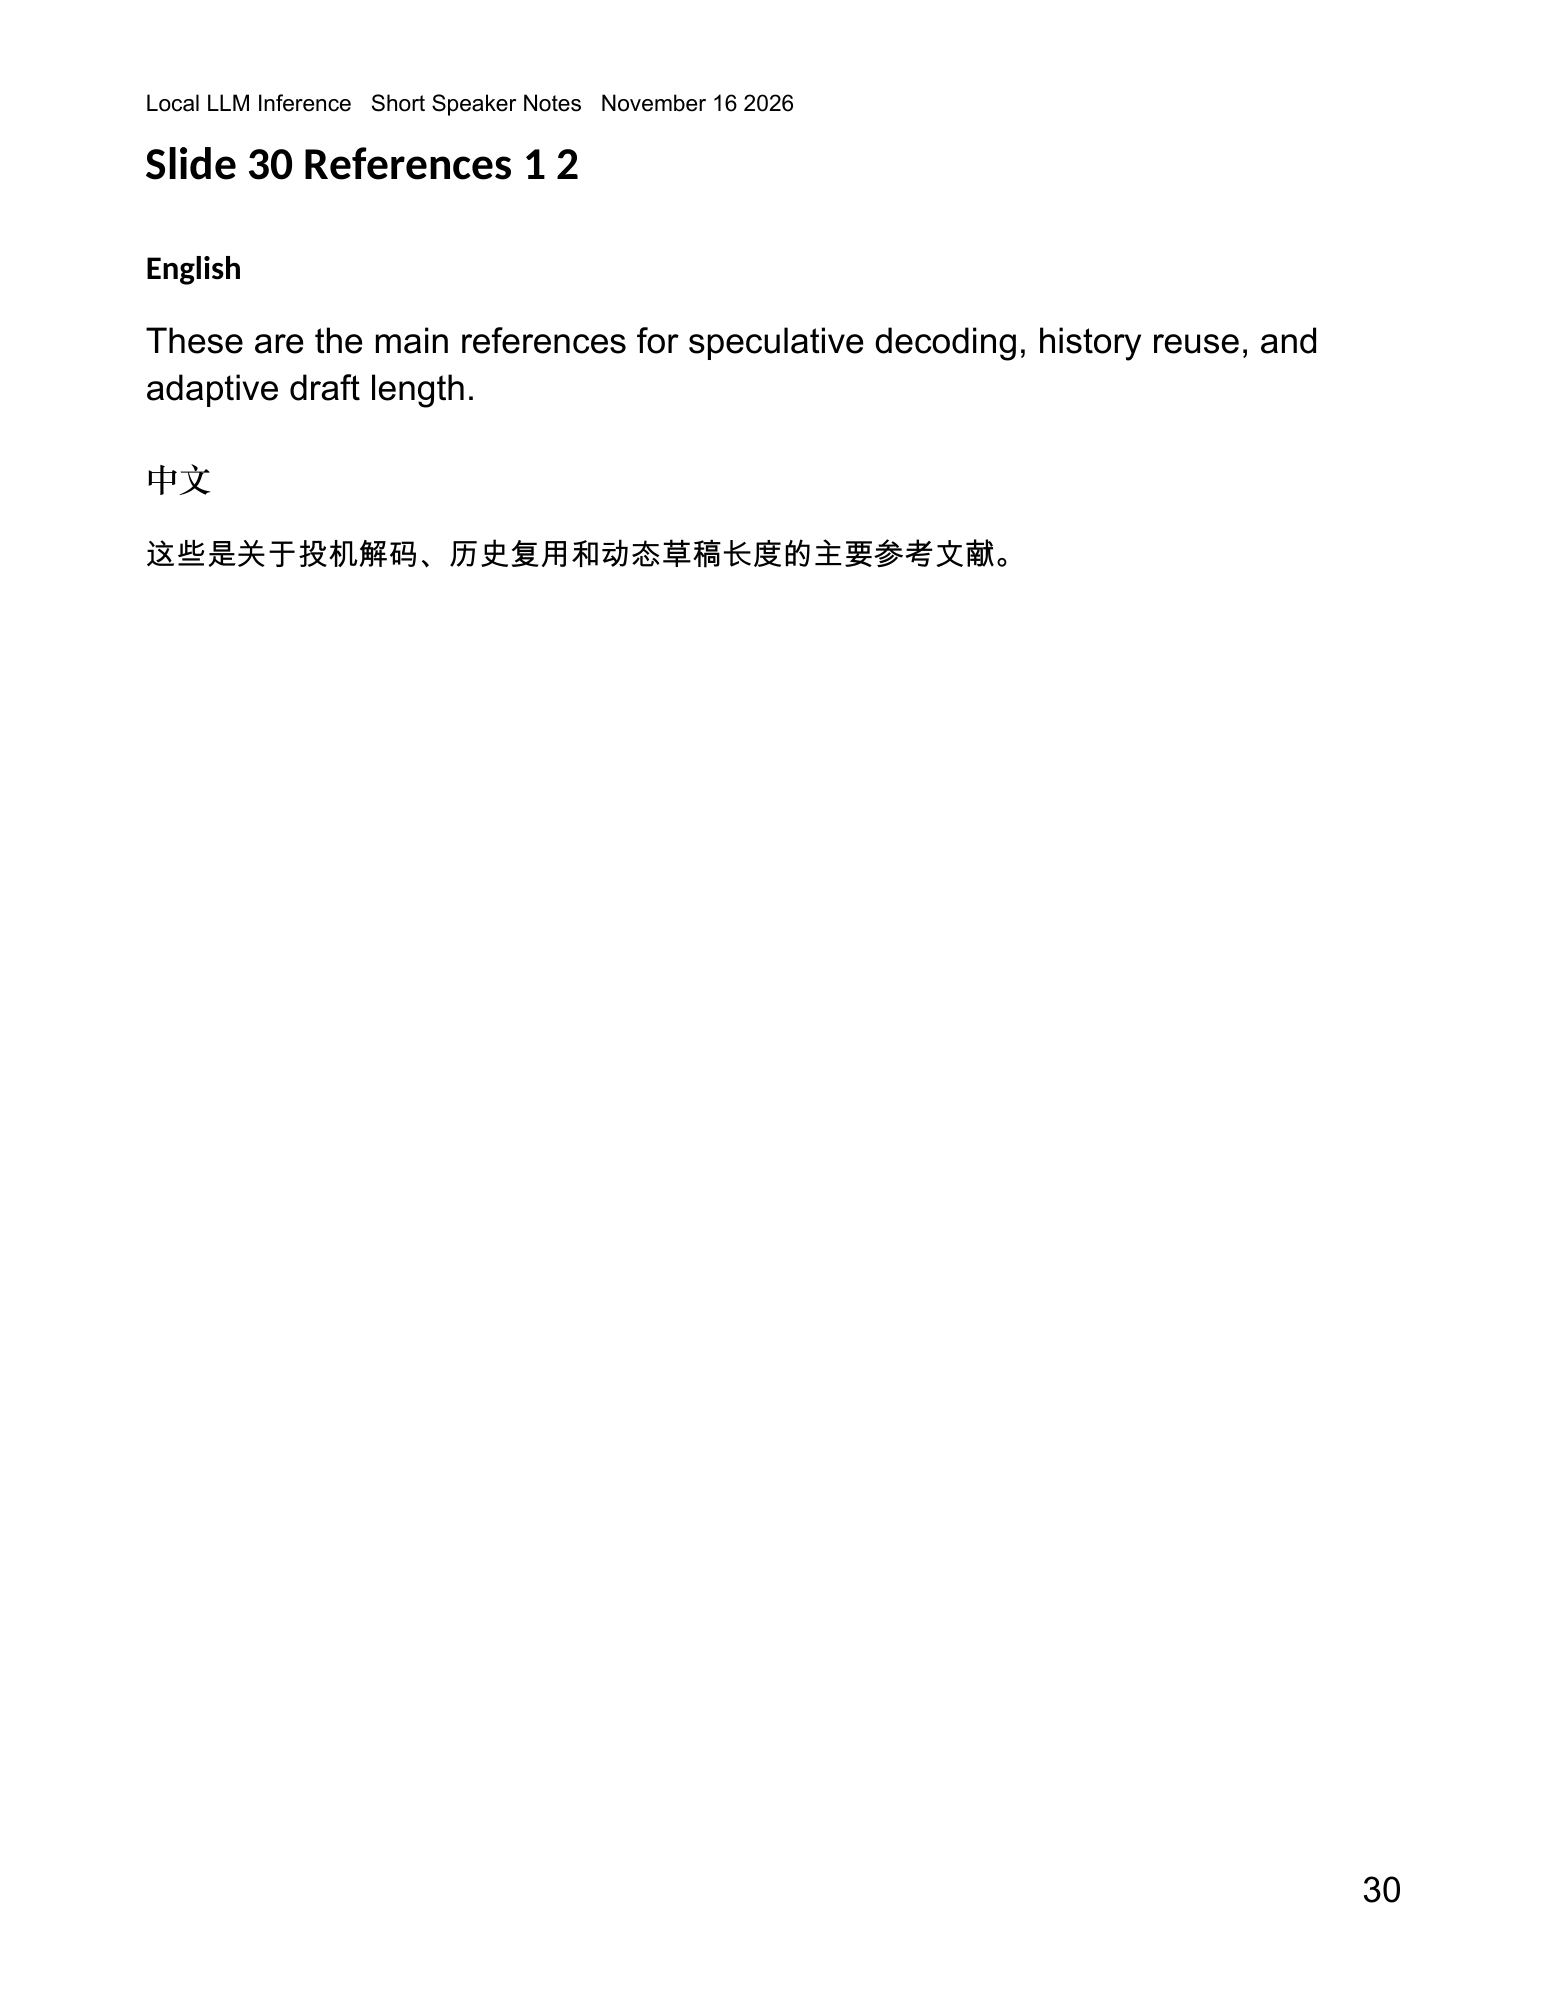 Local LLM Inference   Short Speaker Notes   November 16 2026
Slide 30 References 1 2
English
These are the main references for speculative decoding, history reuse, and
adaptive draft length.
中文
这些是关于投机解码、历史复用和动态草稿长度的主要参考文献。
30